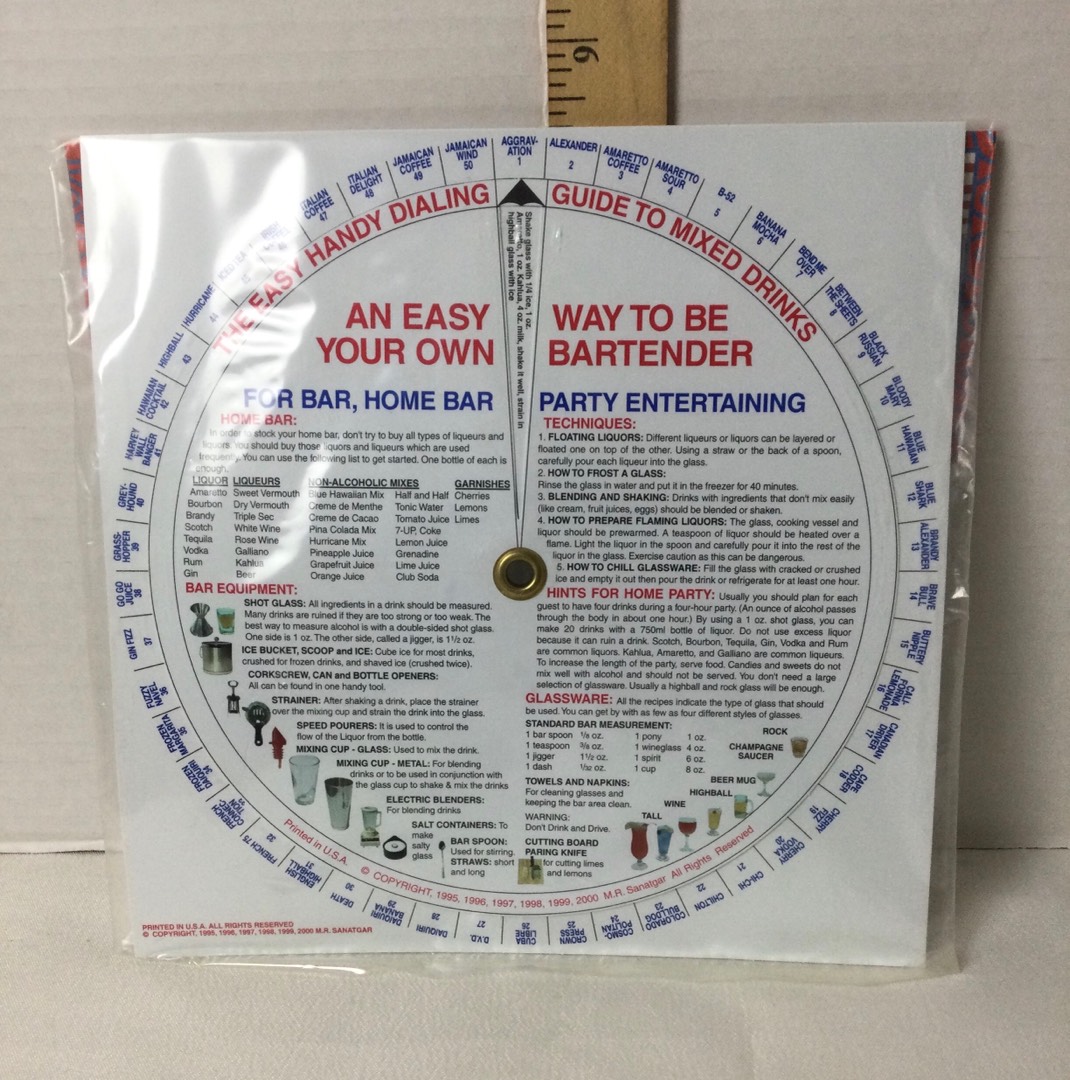 6
AGGRAV-
ATION
1
ALEXANDER
2
AMARETTO
COFFEE
3
AMARETTO
SOUR
4
B-52
5
BANANA
MOCHA
6
BEND ME
OVER
7
BETWEEN
THE SHEETS
8
BLACK
RUSSIAN
9
BLOODY
MARY
10
BLUE
HAWAIIAN
11
BLUE
SHARK
12
BRANDY
ALEXANDER
13
BRAVE
BULL
14
BUTTERY
NIPPLE
15
CALI-
FORNIA
LEMONADE
16
CANADIAN
DRIVER
17
CAPE
CODDER
18
CHERRY
FIZZ
19
CHERRY
VODKA
20
CHI-CHI
21
CHILTON
22
COLORADO
BULLDOG
23
COSMO-
POLITAN
24
CROWN
PRESS
25
CUBA
LIBRE
26
D.V.D.
27
DAIQUIRI
28
DAIQUIRI
BANANA
29
DEATH
30
ENGLISH
HIGHBALL
31
FRENCH 75
32
FRENCH
CONNEC-
TION
33
FROZEN
DAIQUIRI
34
FROZEN
MARGARITA
35
FUZZY
NAVEL
36
GIN FIZZ
37
GO GO
JUICE
38
GRASS-
HOPPER
39
GREY-
HOUND
40
HARVEY
WALL
BANGER
41
HAWAIIAN
COCKTAIL
42
HIGHBALL
43
HURRICANE
44
ITALIAN
COFFEE
47
ITALIAN
DELIGHT
48
JAMAICAN
COFFEE
49
JAMAICAN
WIND
50
THE EASY HANDY DIALING GUIDE TO MIXED DRINKS
Shake glass with 1/4 ice, 1 oz.
1 oz. Kahlua, 4 oz. milk, shake it well, strain in
highball glass with ice
AN EASY WAY TO BE
YOUR OWN BARTENDER
FOR BAR, HOME BAR PARTY ENTERTAINING
HOME BAR:
In order to stock your home bar, don't try to buy all types of liqueurs and
liquors. You should buy those liquors and liqueurs which are used
frequently. You can use the following list to get started. One bottle of each is
enough.
LIQUOR LIQUEURS NON-ALCOHOLIC MIXES GARNISHES
Amaretto Sweet Vermouth Blue Hawaiian Mix Half and Half Cherries
Bourbon Dry Vermouth Creme de Menthe Tonic Water Lemons
Brandy Triple Sec Creme de Cacao Tomato Juice Limes
Scotch White Wine Pina Colada Mix 7-UP, Coke
Tequila Rose Wine Hurricane Mix Lemon Juice
Vodka Galliano Pineapple Juice Grenadine
Rum Kahlua Grapefruit Juice Lime Juice
Gin Beer Orange Juice Club Soda
BAR EQUIPMENT:
SHOT GLASS: All ingredients in a drink should be measured.
Many drinks are ruined if they are too strong or too weak. The
best way to measure alcohol is with a double-sided shot glass.
One side is 1 oz. The other side, called a jigger, is 1½ oz.
ICE BUCKET, SCOOP and ICE: Cube ice for most drinks,
crushed for frozen drinks, and shaved ice (crushed twice).
CORKSCREW, CAN and BOTTLE OPENERS:
All can be found in one handy tool.
STRAINER: After shaking a drink, place the strainer
over the mixing cup and strain the drink into the glass.
SPEED POURERS: It is used to control the
flow of the Liquor from the bottle.
MIXING CUP - GLASS: Used to mix the drink.
MIXING CUP - METAL: For blending
drinks or to be used in conjunction with
the glass cup to shake & mix the drinks
ELECTRIC BLENDERS:
For blending drinks
SALT CONTAINERS: To
make
salty
glass
BAR SPOON:
Used for stirring.
STRAWS: short
and long
TECHNIQUES:
1. FLOATING LIQUORS: Different liqueurs or liquors can be layered or
floated one on top of the other. Using a straw or the back of a spoon,
carefully pour each liqueur into the glass.
2. HOW TO FROST A GLASS:
Rinse the glass in water and put it in the freezer for 40 minutes.
3. BLENDING AND SHAKING: Drinks with ingredients that don't mix easily
(like cream, fruit juices, eggs) should be blended or shaken.
4. HOW TO PREPARE FLAMING LIQUORS: The glass, cooking vessel and
liquor should be prewarmed. A teaspoon of liquor should be heated over a
flame. Light the liquor in the spoon and carefully pour it into the rest of the
liquor in the glass. Exercise caution as this can be dangerous.
5. HOW TO CHILL GLASSWARE: Fill the glass with cracked or crushed
ice and empty it out then pour the drink or refrigerate for at least one hour.
HINTS FOR HOME PARTY: Usually you should plan for each
guest to have four drinks during a four-hour party. (An ounce of alcohol passes
through the body in about one hour.) By using a 1 oz. shot glass, you can
make 20 drinks with a 750ml bottle of liquor. Do not use excess liquor
because it can ruin a drink. Scotch, Bourbon, Tequila, Gin, Vodka and Rum
are common liquors. Kahlua, Amaretto, and Galliano are common liqueurs.
To increase the length of the party, serve food. Candies and sweets do not
mix well with alcohol and should not be served. You don't need a large
selection of glassware. Usually a highball and rock glass will be enough.
GLASSWARE: All the recipes indicate the type of glass that should
be used. You can get by with as few as four different styles of glasses.
STANDARD BAR MEASUREMENT:
1 bar spoon 1/8 oz. 1 pony 1 oz.
1 teaspoon 3/8 oz. 1 wineglass 4 oz.
1 jigger 1½ oz. 1 spirit 6 oz.
1 dash 1/32 oz. 1 cup 8 oz.
TOWELS AND NAPKINS:
For cleaning glasses and
keeping the bar area clean.
WARNING:
Don't Drink and Drive.
CUTTING BOARD
PARING KNIFE
for cutting limes
and lemons
ROCK
CHAMPAGNE
SAUCER
BEER MUG
HIGHBALL
WINE
TALL
Printed in U.S.A. © COPYRIGHT, 1995, 1996, 1997, 1998, 1999, 2000 M.R. Sanatgar All Rights Reserved
PRINTED IN U.S.A. ALL RIGHTS RESERVED
© COPYRIGHT, 1995, 1996, 1997, 1998, 1999, 2000 M.R. SANATGAR